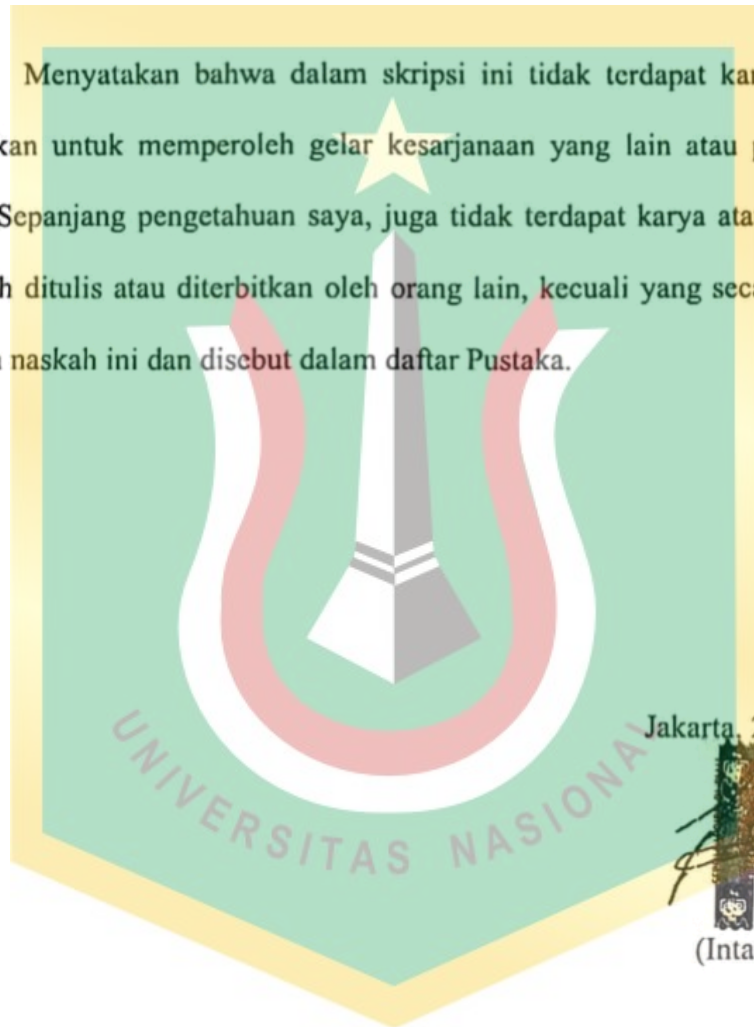 Menyatakan bahwa dalam skripsi ini tidak terdapat kar
kan untuk memperoleh gelar kesarjanaan yang lain atau p
Sepanjang pengetahuan saya, juga tidak terdapat karya ata
h ditulis atau diterbitkan oleh orang lain, kecuali yang sec
naskah ini dan disebut dalam daftar Pustaka.
Jakarta, 2
UNIVERSITAS NASIONAL
(Inta